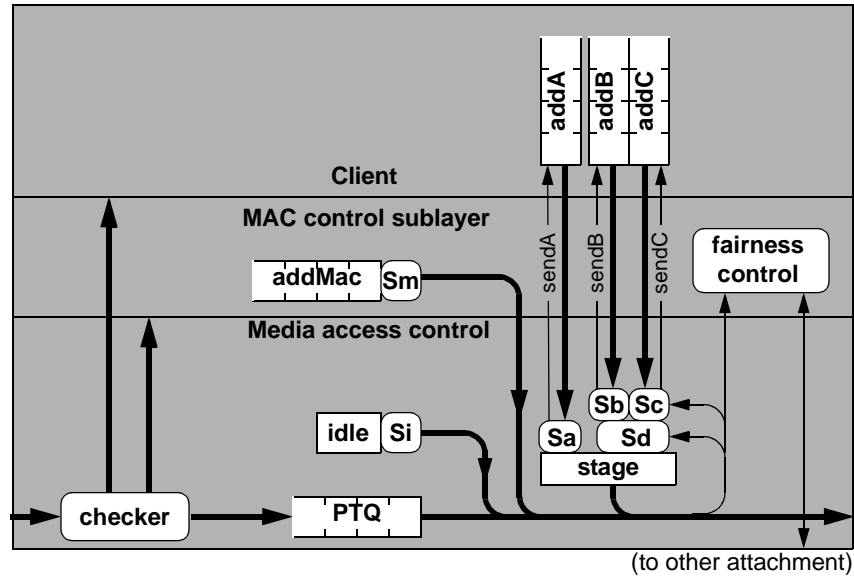 addA
addB
addC
Client
MAC control sublayer
sendA
sendB
sendC
fairness
control
addMac
Sm
Media access control
idle
Si
Sb
Sc
Sa
Sd
stage
checker
PTQ
(to other attachment)